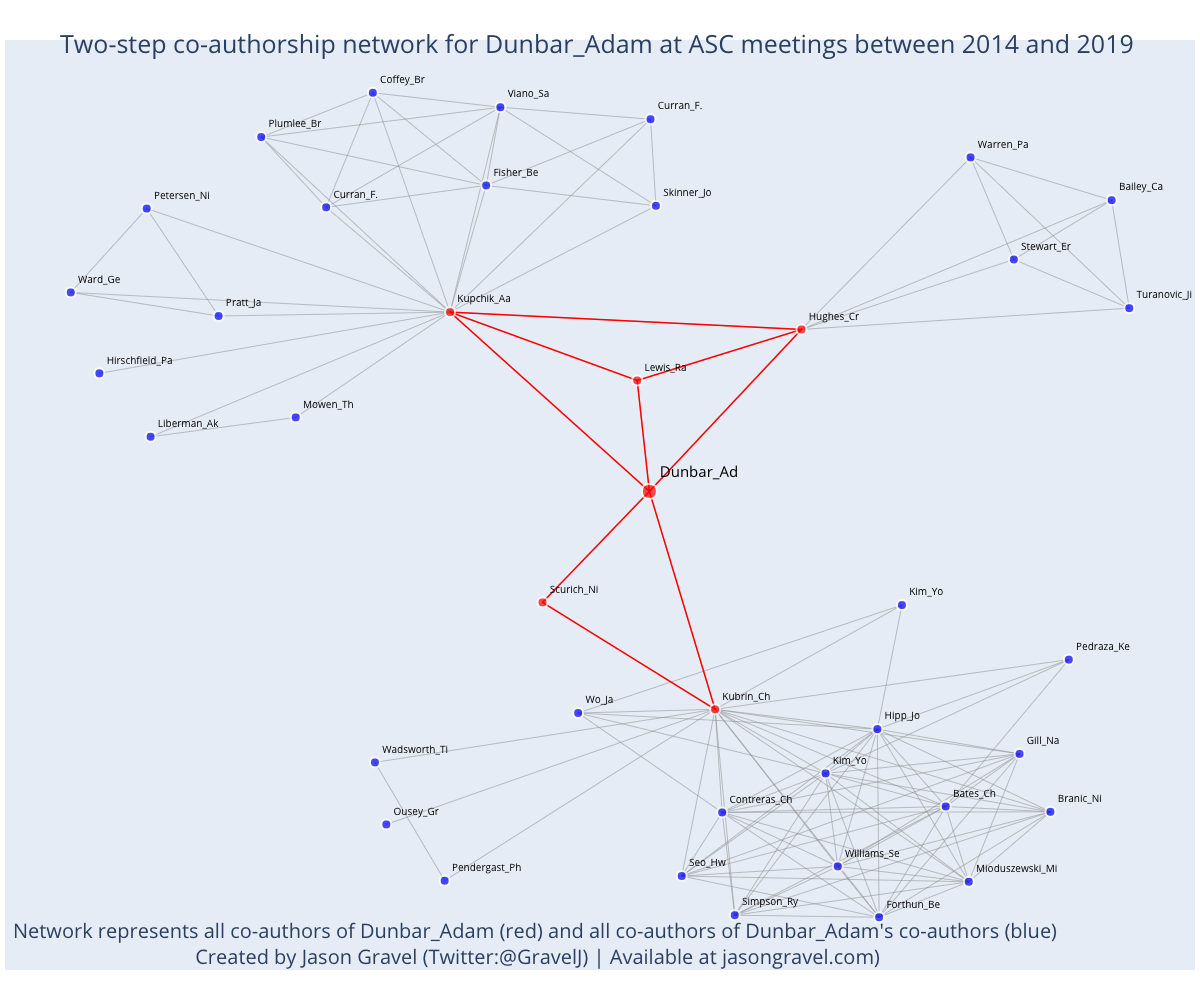 Two-step co-authorship network for Dunbar_Adam at ASC meetings between 2014 and 2019
Coffey_Br
Viano_Sa
Curran_F.
Plumlee_Br
Warren_Pa
Fisher_Be
Bailey_Ca
Petersen_Ni
Curran_F.
Skinner_Jo
Stewart_Er
Ward_Ge
Pratt_Ja
Kupchik_Aa
Turanovic_Ji
Hughes_Cr
Hirschfield_Pa
Lewis_Ra
Mowen_Th
Liberman_Ak
Dunbar_Ad
Scurich_Ni
Kim_Yo
Pedraza_Ke
Wo_Ja
Kubrin_Ch
Hipp_Jo
Gill_Na
Wadsworth_Ti
Kim_Yo
Contreras_Ch
Bates_Ch
Branic_Ni
Ousey_Gr
Williams_Se
Seo_Hw
Pendergast_Ph
Mioduszewski_Mi
Simpson_Ry
Forthun_Be
Network represents all co-authors of Dunbar_Adam (red) and all co-authors of Dunbar_Adam's co-authors (blue)
Created by Jason Gravel (Twitter:@GravelJ) | Available at jasongravel.com)